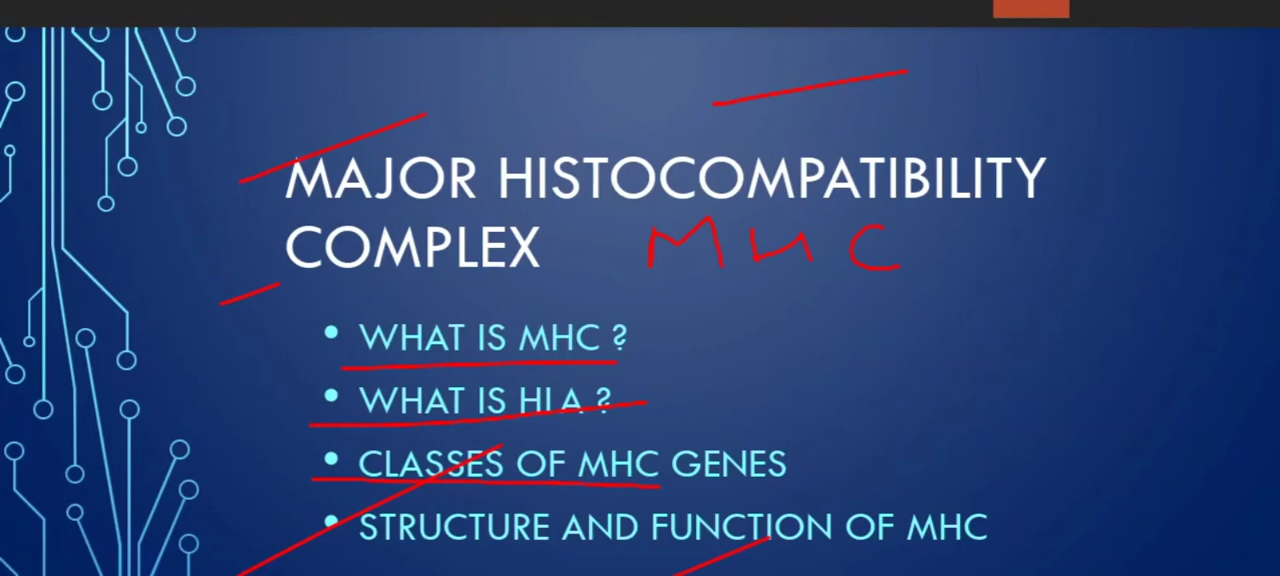 MAJOR HISTOCOMPATIBILITY
COMPLEX MHC
• WHAT IS MHC ?
• WHAT IS HLA ?
• CLASSES OF MHC GENES
• STRUCTURE AND FUNCTION OF MHC